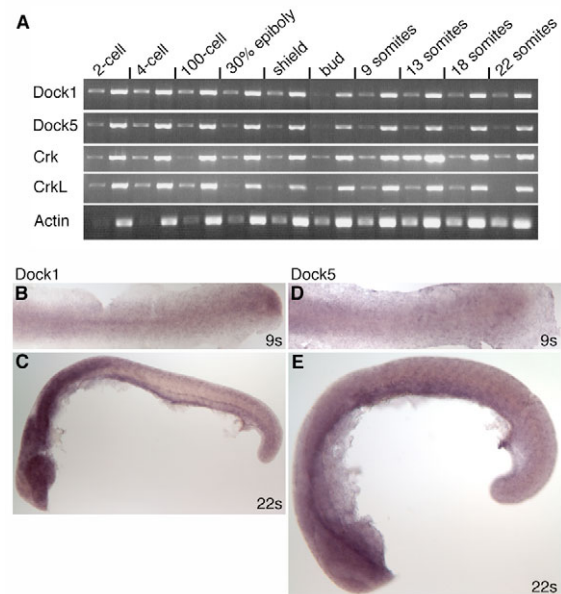 A
2-cell
4-cell
100-cell
30% epiboly
shield
bud
9 somites
13 somites
18 somites
22 somites
Dock1
Dock5
Crk
CrkL
Actin
Dock1
Dock5
B
9s
D
9s
C
22s
E
22s